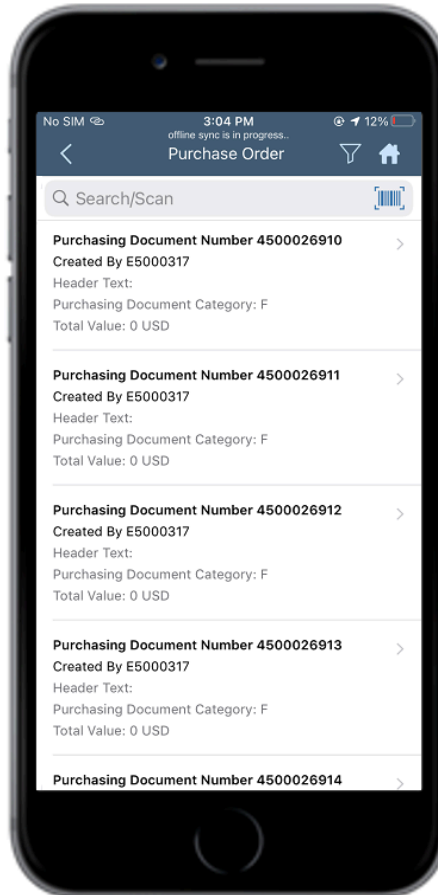 No SIM
3:04 PM
12%
offline sync is in progress..
Purchase Order
Search/Scan
Purchasing Document Number 4500026910
Created By E5000317
Header Text:
Purchasing Document Category: F
Total Value: 0 USD
Purchasing Document Number 4500026911
Created By E5000317
Header Text:
Purchasing Document Category: F
Total Value: 0 USD
Purchasing Document Number 4500026912
Created By E5000317
Header Text:
Purchasing Document Category: F
Total Value: 0 USD
Purchasing Document Number 4500026913
Created By E5000317
Header Text:
Purchasing Document Category: F
Total Value: 0 USD
Purchasing Document Number 4500026914